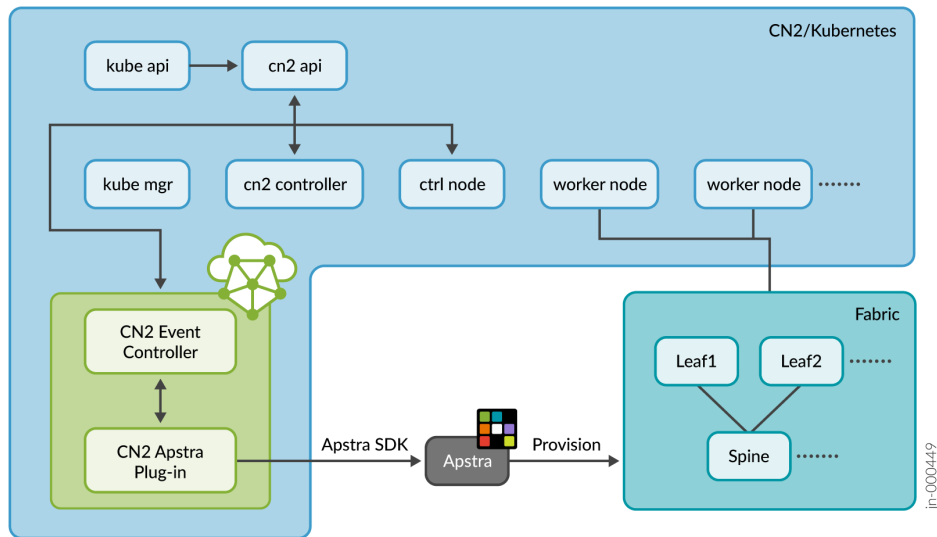 CN2/Kubernetes
kube api
cn2 api
kube mgr
cn2 controller
ctrl node
worker node
worker node
CN2 Event
Controller
CN2 Apstra
Plug-in
Apstra SDK
Apstra
Provision
Fabric
Leaf1
Leaf2
Spine
jn-000449